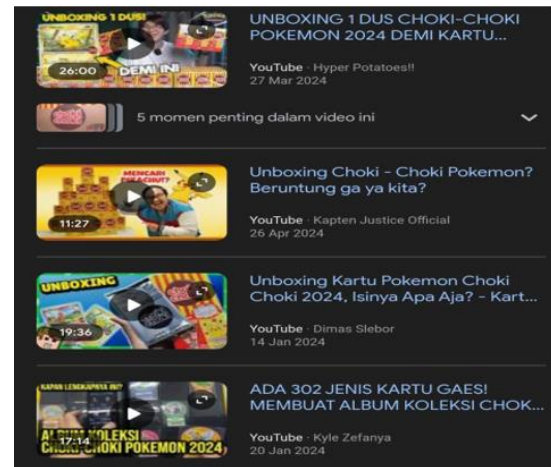 UNBOXING 1 DUS!
DEMI INI
26:00
UNBOXING 1 DUS CHOKI-CHOKI
POKEMON 2024 DEMI KARTU...
YouTube · Hyper Potatoes!!
27 Mar 2024
5 momen penting dalam video ini
MENCARI
PIKACHU!?
11:27
Unboxing Choki - Choki Pokemon?
Beruntung ga ya kita?
YouTube · Kapten Justice Official
26 Apr 2024
UNBOXING
19:36
Unboxing Kartu Pokemon Choki
Choki 2024, Isinya Apa Aja? - Kart...
YouTube · Dimas Slebor
14 Jan 2024
KAPAN LENGKAPNYA INI?
ALBUM KOLEKSI
CHOKI-CHOKI POKEMON 2024
17:14
ADA 302 JENIS KARTU GAES!
MEMBUAT ALBUM KOLEKSI CHOK...
YouTube · Kyle Zefanya
20 Jan 2024